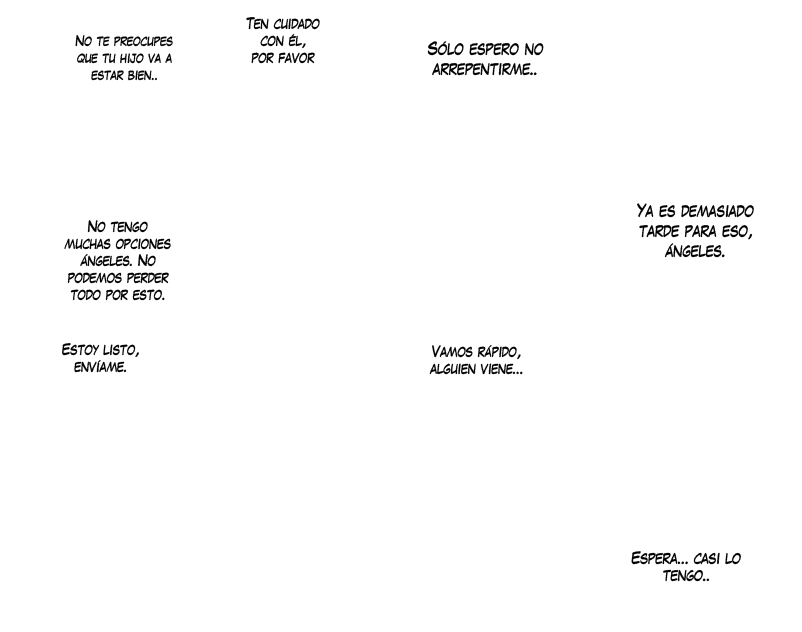 No te preocupes
que tu hijo va a
estar bien..
Ten cuidado
con él,
por favor
Sólo espero no
arrepentirme..
No tengo
muchas opciones
ángeles. No
podemos perder
todo por esto.
Ya es demasiado
tarde para eso,
ángeles.
Estoy listo,
envíame.
Vamos rápido,
alguien viene...
Espera... casi lo
tengo..